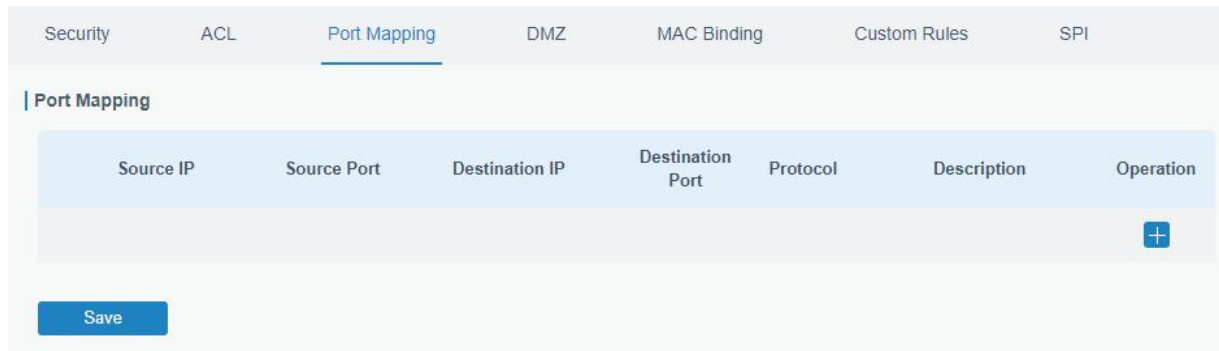 Security ACL Port Mapping DMZ MAC Binding Custom Rules SPI
Port Mapping
Source IP Source Port Destination IP Destination Port Protocol Description Operation
Save